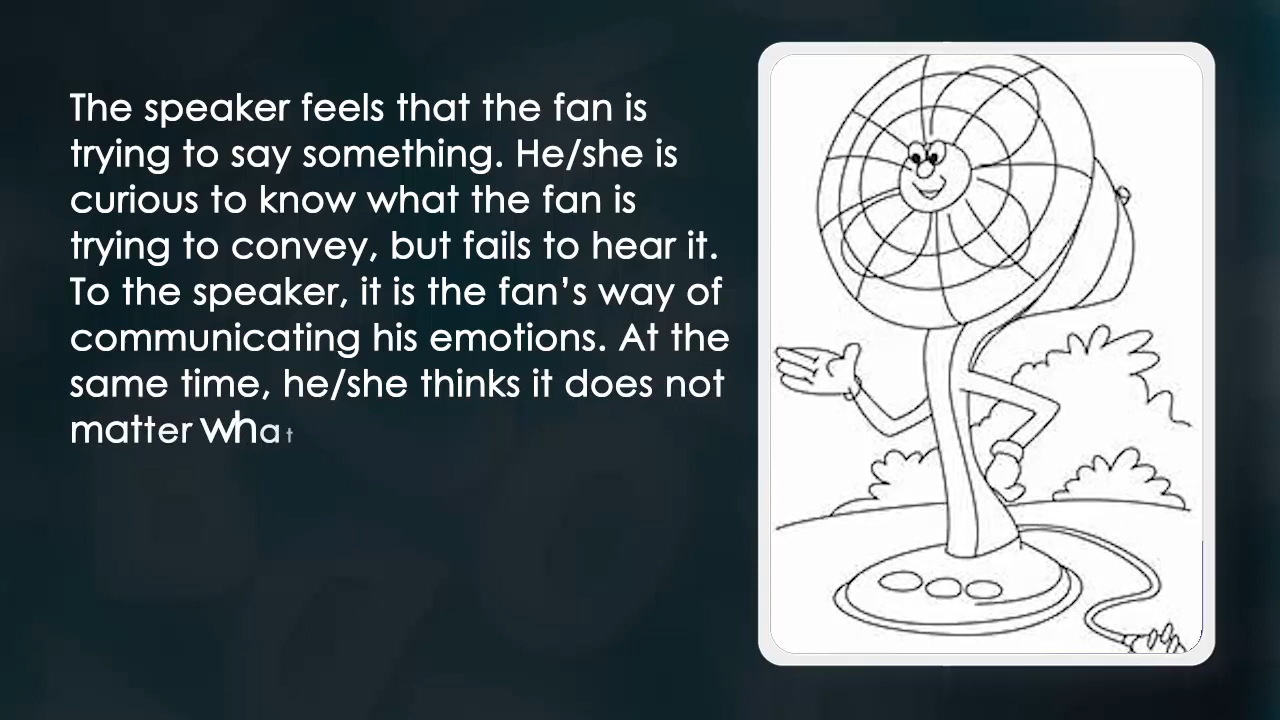 The speaker feels that the fan is
trying to say something. He/she is
curious to know what the fan is
trying to convey, but fails to hear it.
To the speaker, it is the fan’s way of
communicating his emotions. At the
same time, he/she thinks it does not
matter what